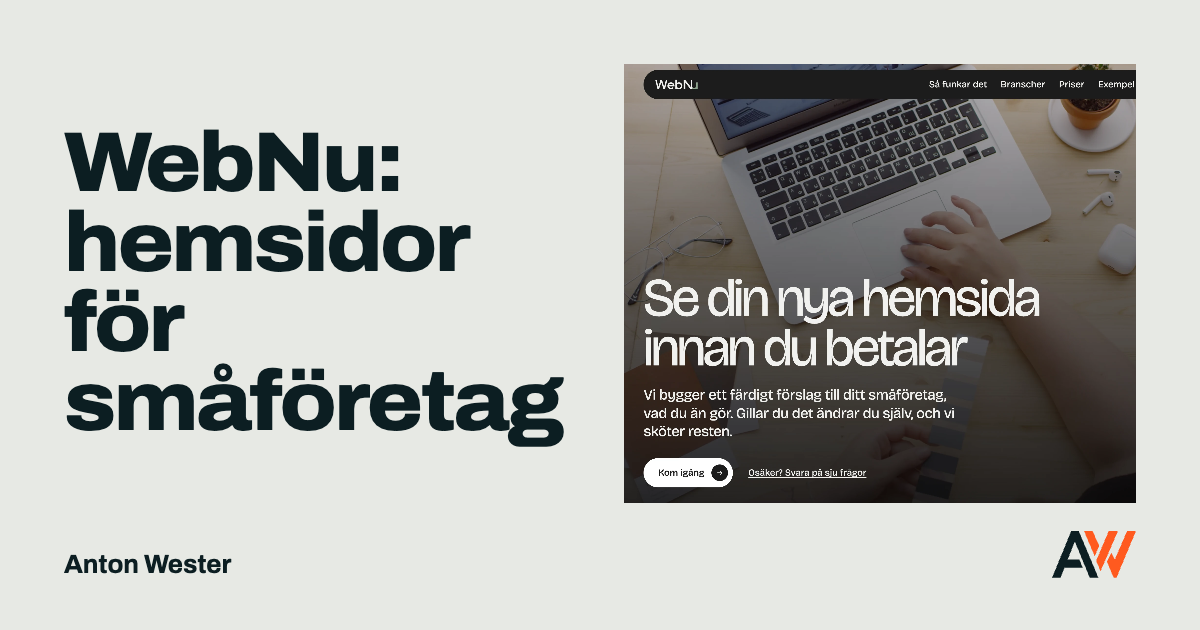 WebNu:
hemsidor
för
småföretag
Anton Wester
WebNu
Så funkar det Branscher Priser Exempel
Se din nya hemsida
innan du betalar
Vi bygger ett färdigt förslag till ditt småföretag,
vad du än gör. Gillar du det ändrar du själv, och vi
sköter resten.
Kom igång
Osäker? Svara på sju frågor
AW